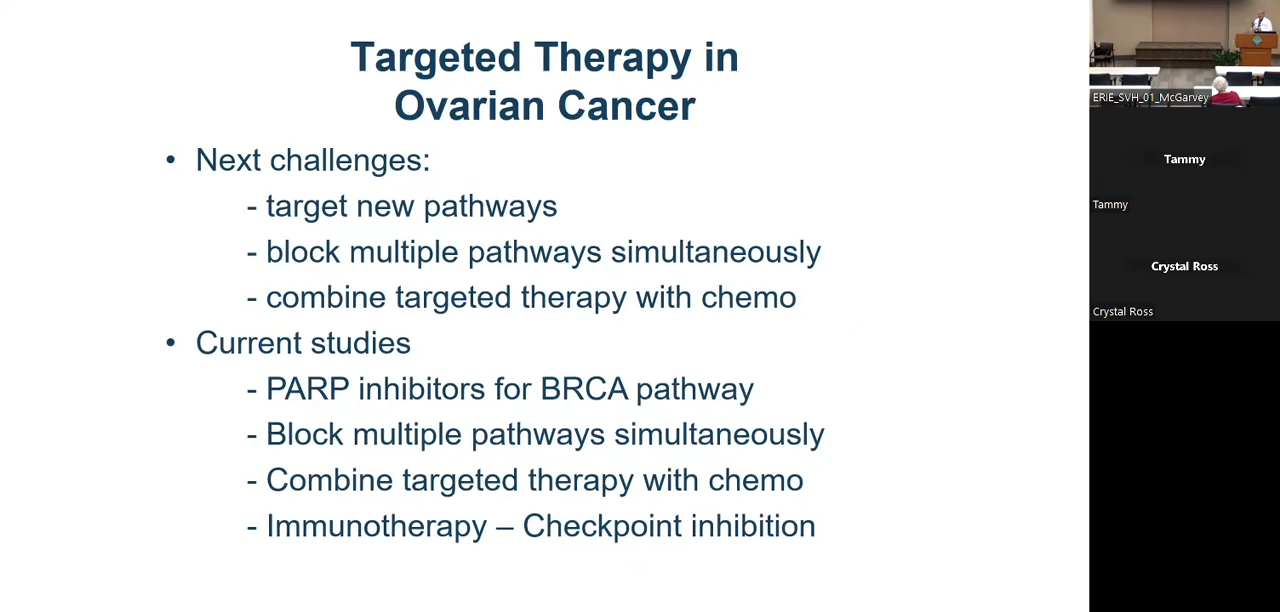 Targeted Therapy in
Ovarian Cancer
• Next challenges:
- target new pathways
- block multiple pathways simultaneously
- combine targeted therapy with chemo
• Current studies
- PARP inhibitors for BRCA pathway
- Block multiple pathways simultaneously
- Combine targeted therapy with chemo
- Immunotherapy – Checkpoint inhibition
ERIE_SVH_01_McGarvey
Tammy
Tammy
Crystal Ross
Crystal Ross